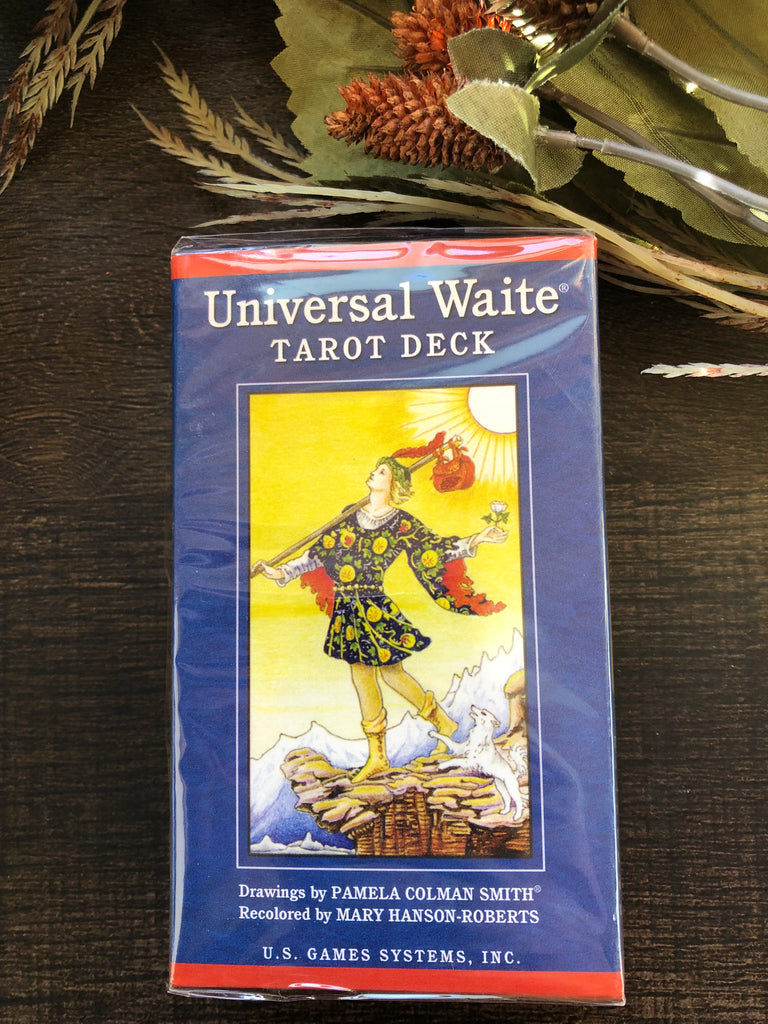 Universal Waite®
TAROT DECK
Drawings by PAMELA COLMAN SMITH®
Recolored by MARY HANSON-ROBERTS
U.S. GAMES SYSTEMS, INC.